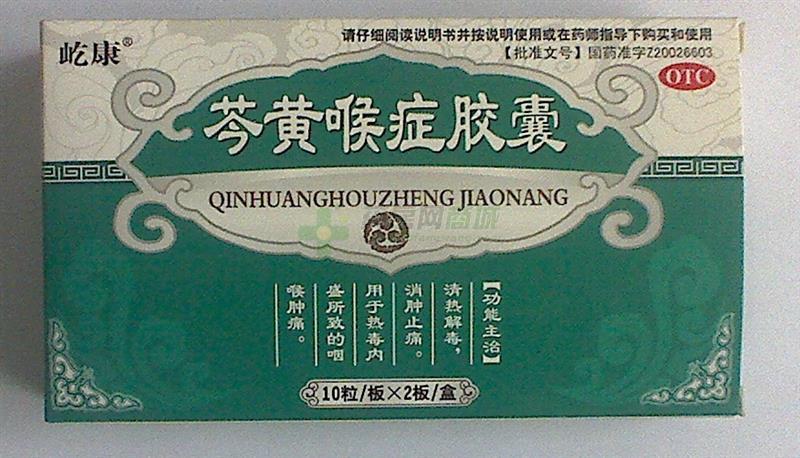 屹康®
请仔细阅读说明书并按说明使用或在药师指导下购买和使用
【批准文号】国药准字Z20026603
OTC
芩黄喉症胶囊
QINHUANGHOUZHENG JIAONANG
商城
【功能主治】
清热解毒，
消肿止痛。
用于热毒内
盛所致的咽
喉肿痛。
10粒/板×2板/盒